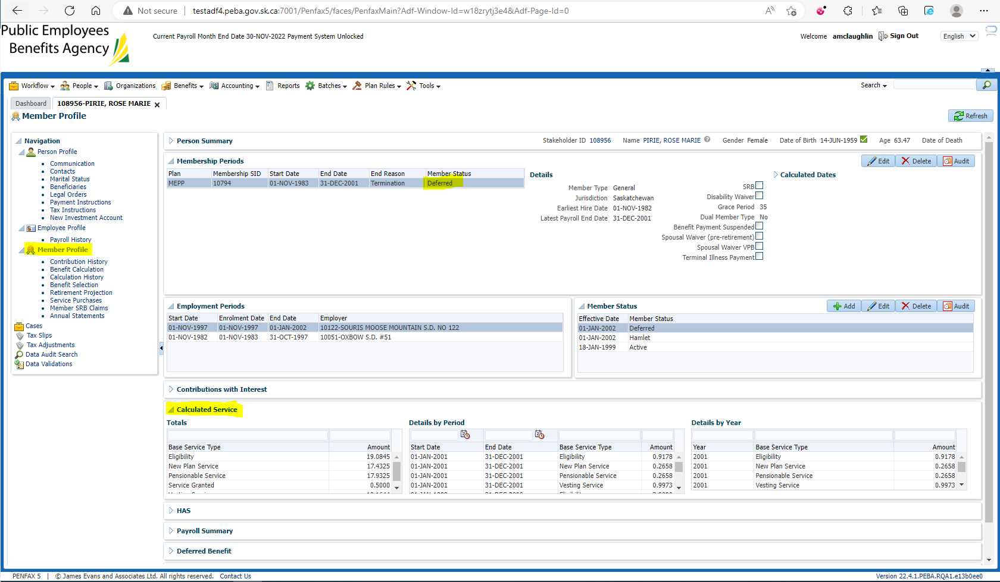 Not secure
testadf4.peba.gov.sk.ca:7001/Penfax5/faces/PenfaxMain?Adf-Window-Id=w18zrytj3e4&Adf-Page-Id=0
Public Employees
Benefits Agency
Current Payroll Month End Date 30-NOV-2022 Payment System Unlocked
Welcome amclaughlin Sign Out English
Workflow People Organizations Benefits Accounting Reports Batches Plan Rules Tools Search
Dashboard 108956-PIRIE, ROSE MARIE
Member Profile Refresh
Navigation
Person Profile
Communication
Contacts
Marital Status
Beneficiaries
Legal Orders
Payment Instructions
Tax Instructions
New Investment Account
Employee Profile
Payroll History
Member Profile
Contribution History
Benefit Calculation
Calculation History
Benefit Selection
Retirement Projection
Service Purchases
Member SRB Claims
Annual Statements
Cases
Tax Slips
Tax Adjustments
Data Audit Search
Data Validations
Person Summary Stakeholder ID 108956 Name PIRIE, ROSE MARIE Gender Female Date of Birth 14-JUN-1959 Age 63.47 Date of Death
Membership Periods Edit Delete Audit
Plan Membership SID Start Date End Date End Reason Member Status
MEPP 10794 01-NOV-1983 31-DEC-2001 Termination Deferred
Details
Member Type General
Jurisdiction Saskatchewan
Earliest Hire Date 01-NOV-1982
Latest Payroll End Date 31-DEC-2001
SRB
Disability Waiver
Grace Period 35
Dual Member Type No
Benefit Payment Suspended
Spousal Waiver (pre-retirement)
Spousal Waiver VPB
Terminal Illness Payment
Calculated Dates
Employment Periods
Start Date Enrolment Date End Date Employer
01-NOV-1997 01-NOV-1997 01-JAN-2002 10122-SOURIS MOOSE MOUNTAIN S.D. NO 122
01-NOV-1982 01-NOV-1983 31-OCT-1997 10051-OXBOW S.D. #51
Member Status Add Edit Delete Audit
Effective Date Member Status
01-JAN-2002 Deferred
01-JAN-2002 Hamlet
18-JAN-1999 Active
Contributions with Interest
Calculated Service
Totals
Base Service Type Amount
Eligibility 19.0845
New Plan Service 17.4325
Pensionable Service 17.9325
Service Granted 0.5000
Details by Period
Start Date End Date Base Service Type Amount
01-JAN-2001 31-DEC-2001 Eligibility 0.9178
01-JAN-2001 31-DEC-2001 New Plan Service 0.2658
01-JAN-2001 31-DEC-2001 Pensionable Service 0.2658
01-JAN-2001 31-DEC-2001 Vesting Service 0.9973
Details by Year
Year Base Service Type Amount
2001 Eligibility 0.9178
2001 New Plan Service 0.2658
2001 Pensionable Service 0.2658
2001 Vesting Service 0.9973
HAS
Payroll Summary
Deferred Benefit
PENFAX 5 | © James Evans and Associates Ltd. All rights reserved. Contact Us Version 22.4.1.PEBA.RQA1.e13b0ee0